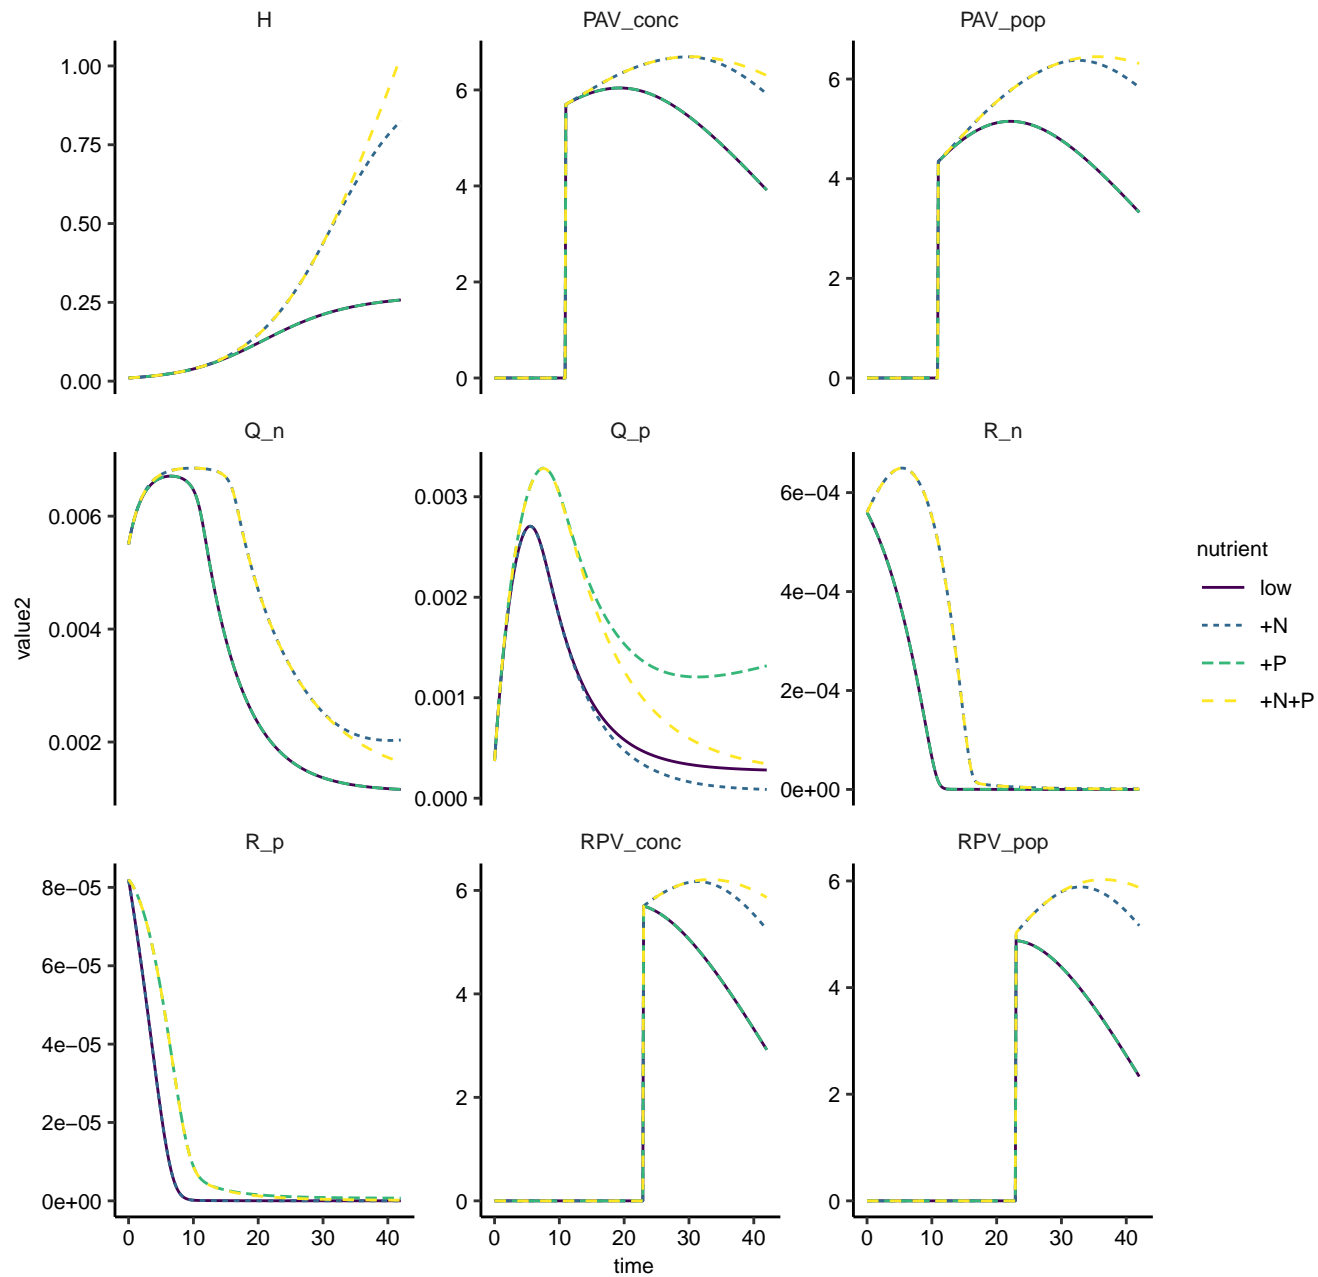 H
PAV_conc
PAV_pop
1.00
0.75
0.50
0.25
0.00
6
4
2
0
6
4
2
0
Q_n
Q_p
R_n
0.006
0.004
0.002
0.003
0.002
0.001
0.000
6e−04
4e−04
2e−04
0e+00
R_p
RPV_conc
RPV_pop
8e−05
6e−05
4e−05
2e−05
0e+00
6
4
2
0
6
4
2
0
0 10 20 30 40
0 10 20 30 40
0 10 20 30 40
time
value2
nutrient
low
+N
+P
+N+P